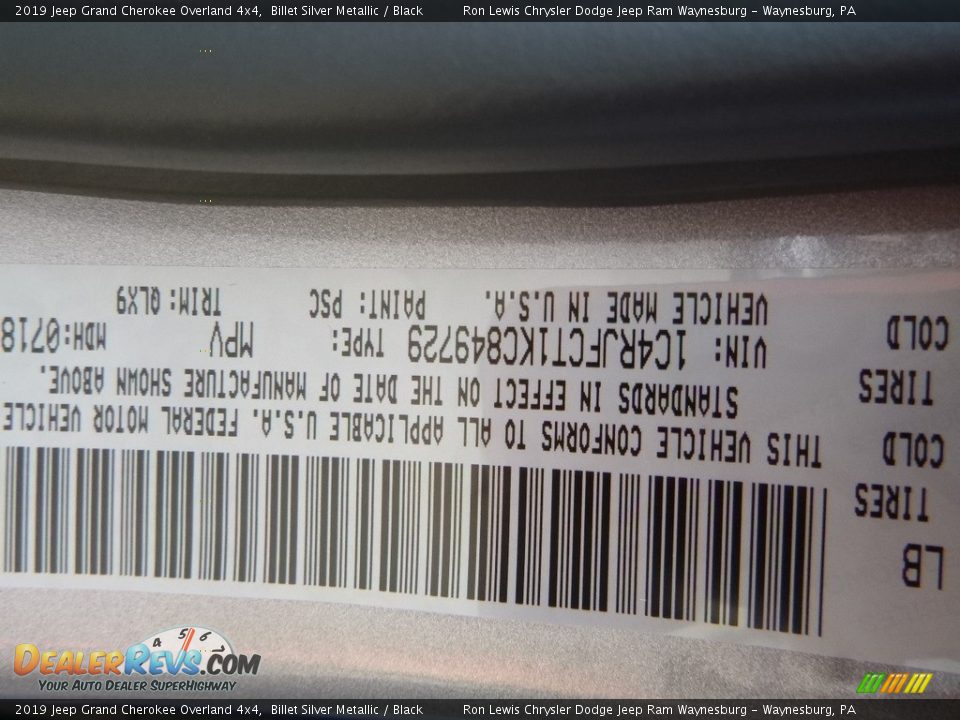 2019 Jeep Grand Cherokee Overland 4x4, Billet Silver Metallic / Black Ron Lewis Chrysler Dodge Jeep Ram Waynesburg - Waynesburg, PA
LB
TIRES
COLD
TIRES
COLD
THIS VEHICLE CONFORMS TO ALL APPLICABLE U.S.A. FEDERAL MOTOR VEHICLE
STANDARDS IN EFFECT ON THE DATE OF MANUFACTURE SHOWN ABOVE.
VIN: 1C4RJFCT1KC849729 TYPE: MPV MDH:0718
VEHICLE MADE IN U.S.A. PAINT: PSC TRIM: QLX9
DealerRevs.com
Your Auto Dealer SuperHighway
2019 Jeep Grand Cherokee Overland 4x4, Billet Silver Metallic / Black Ron Lewis Chrysler Dodge Jeep Ram Waynesburg - Waynesburg, PA